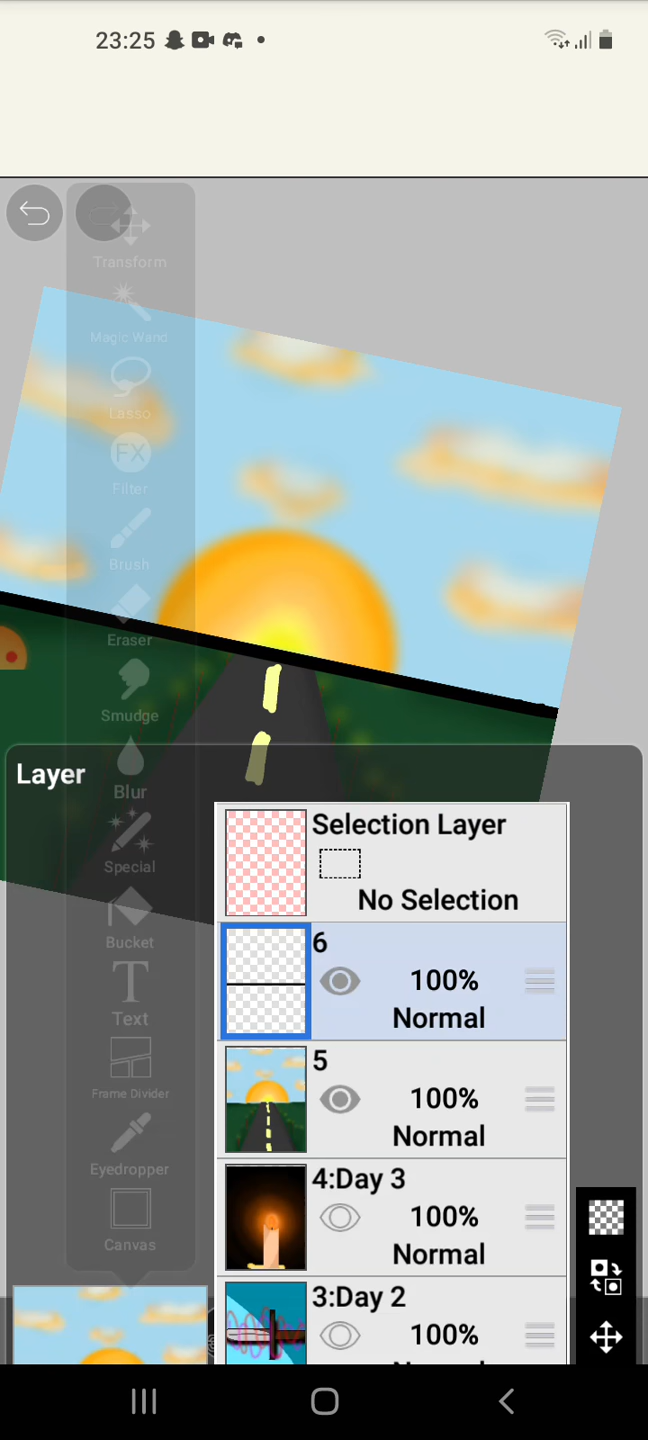 23:25
Transform
Magic Wand
Lasso
FX
Filter
Brush
Eraser
Smudge
Layer
Blur
Special
Bucket
T
Text
Frame Divider
Eyedropper
Canvas
Selection Layer
No Selection
6
100%
Normal
5
100%
Normal
4:Day 3
100%
Normal
3:Day 2
100%